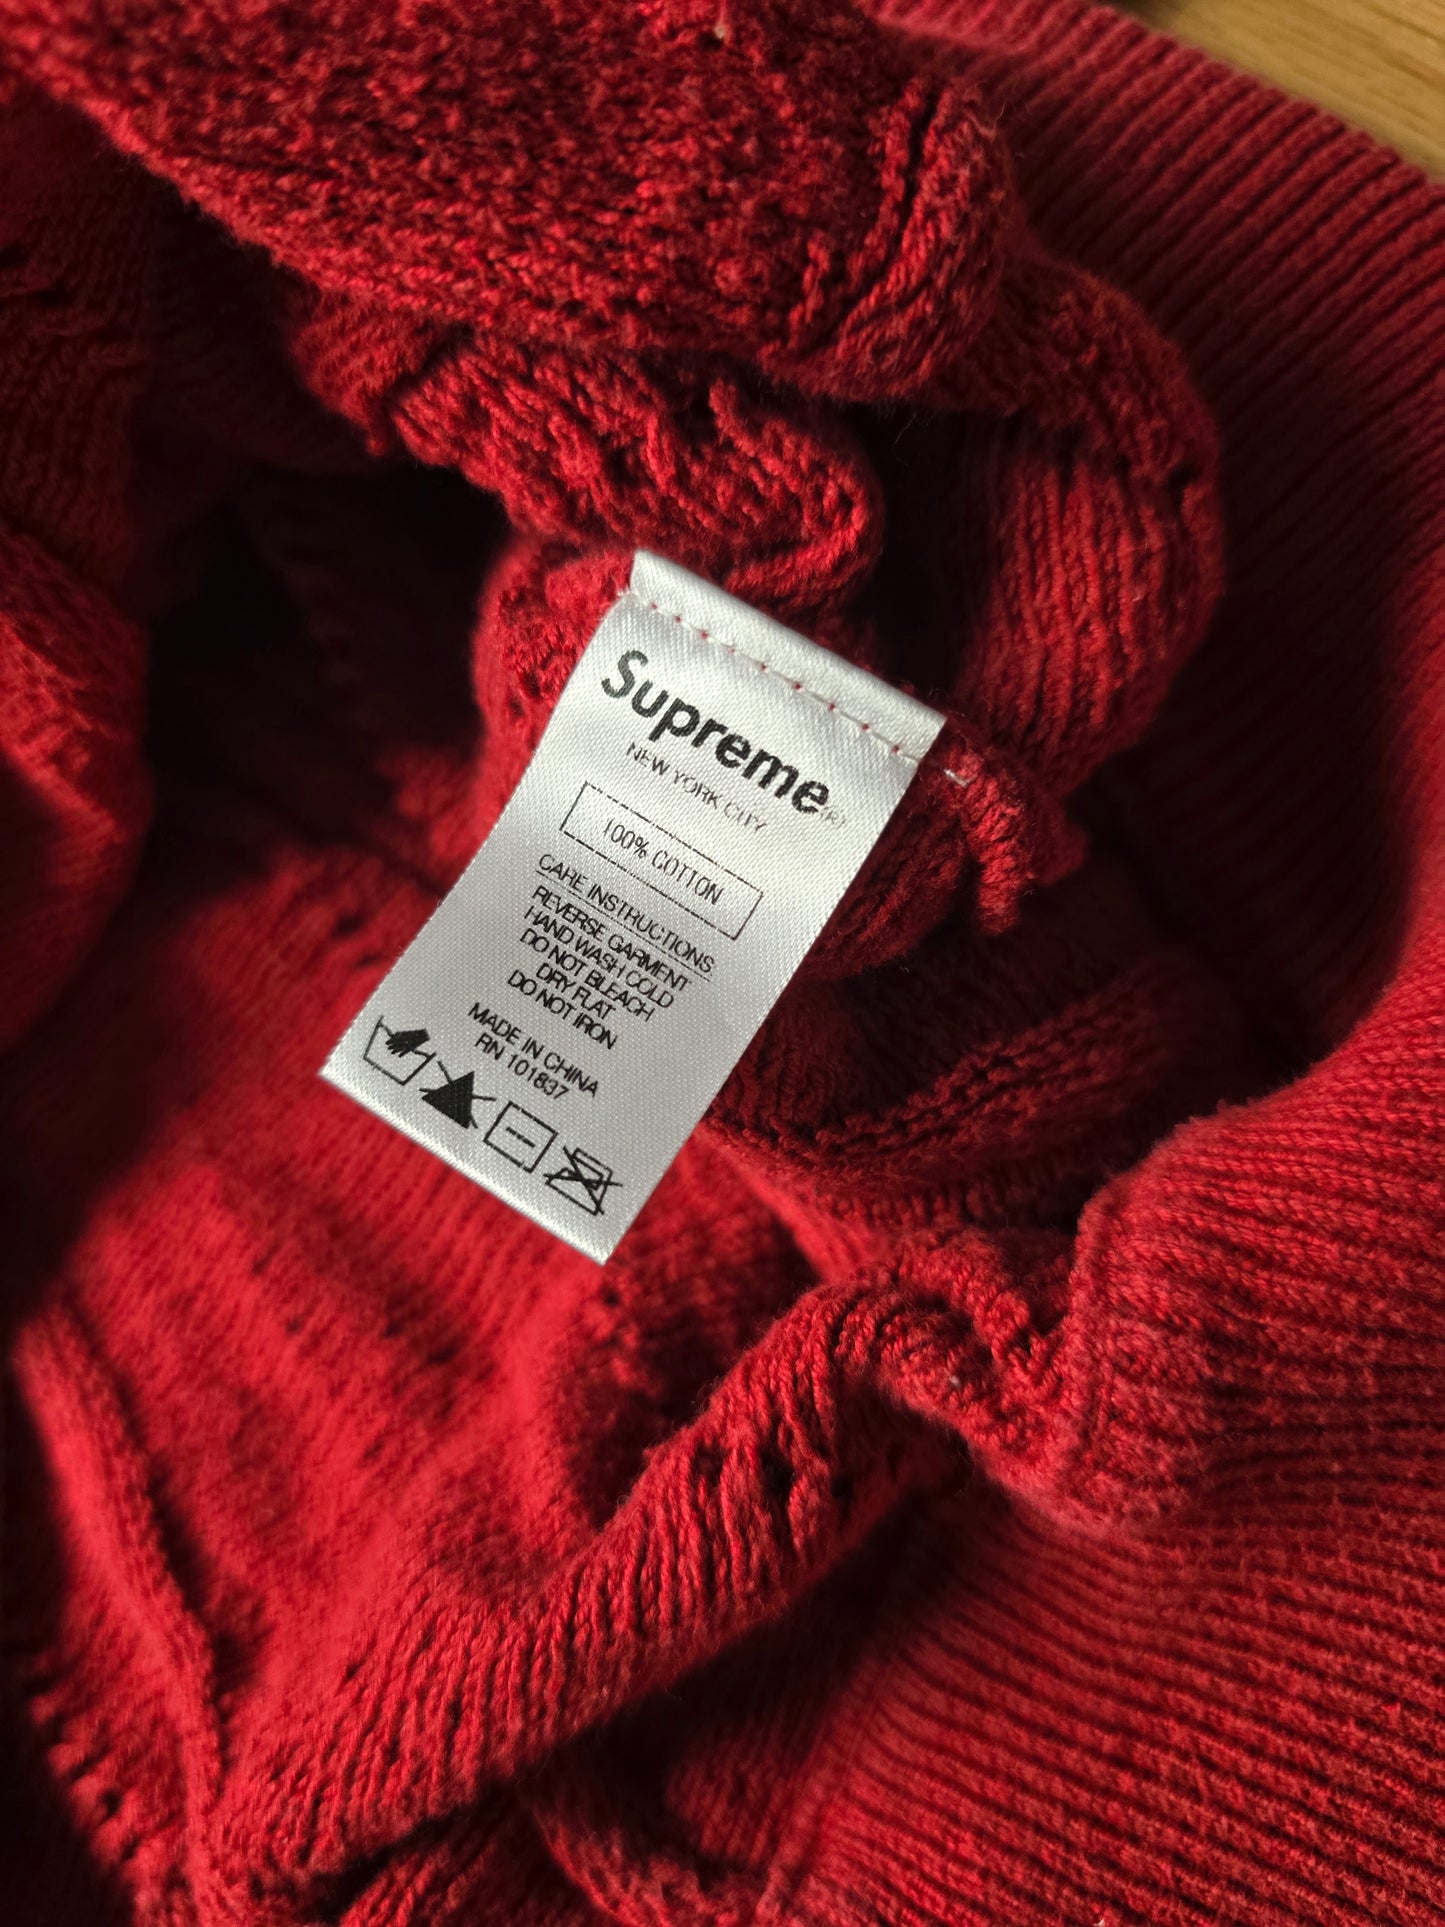 Supreme(R)
NEW YORK CITY
100% COTTON
CARE INSTRUCTIONS
REVERSE GARMENT
HAND WASH COLD
DO NOT BLEACH
DRY FLAT
DO NOT IRON
MADE IN CHINA
RN 101837